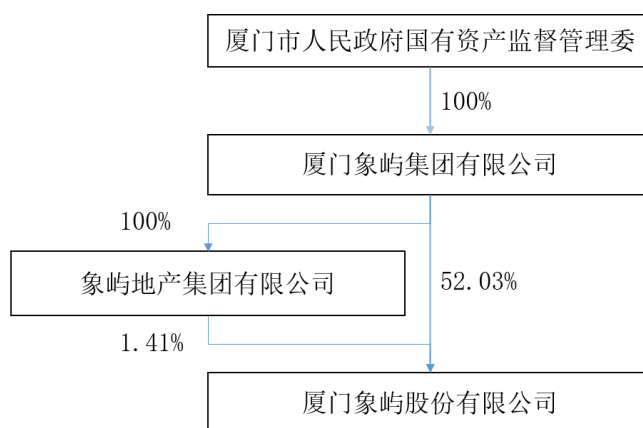 厦门市人民政府国有资产监督管理委
100%
厦门象屿集团有限公司
100%
象屿地产集团有限公司
52.03%
1.41%
厦门象屿股份有限公司